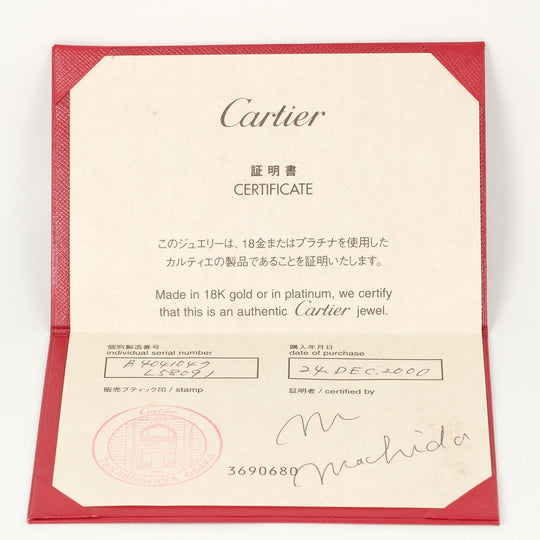 Cartier
証明書
CERTIFICATE
このジュエリーは、18金またはプラチナを使用した
カルティエの製品であることを証明いたします。
Made in 18K gold or in platinum, we certify
that this is an authentic Cartier jewel.
個別製造番号
individual serial number
B4041047
L58091
購入年月日
date of purchase
24 DEC. 2000
販売ブティック印 / stamp
証明者 / certified by
Cartier
TAKASHIMAYA OSAKA
3690680
m Machida